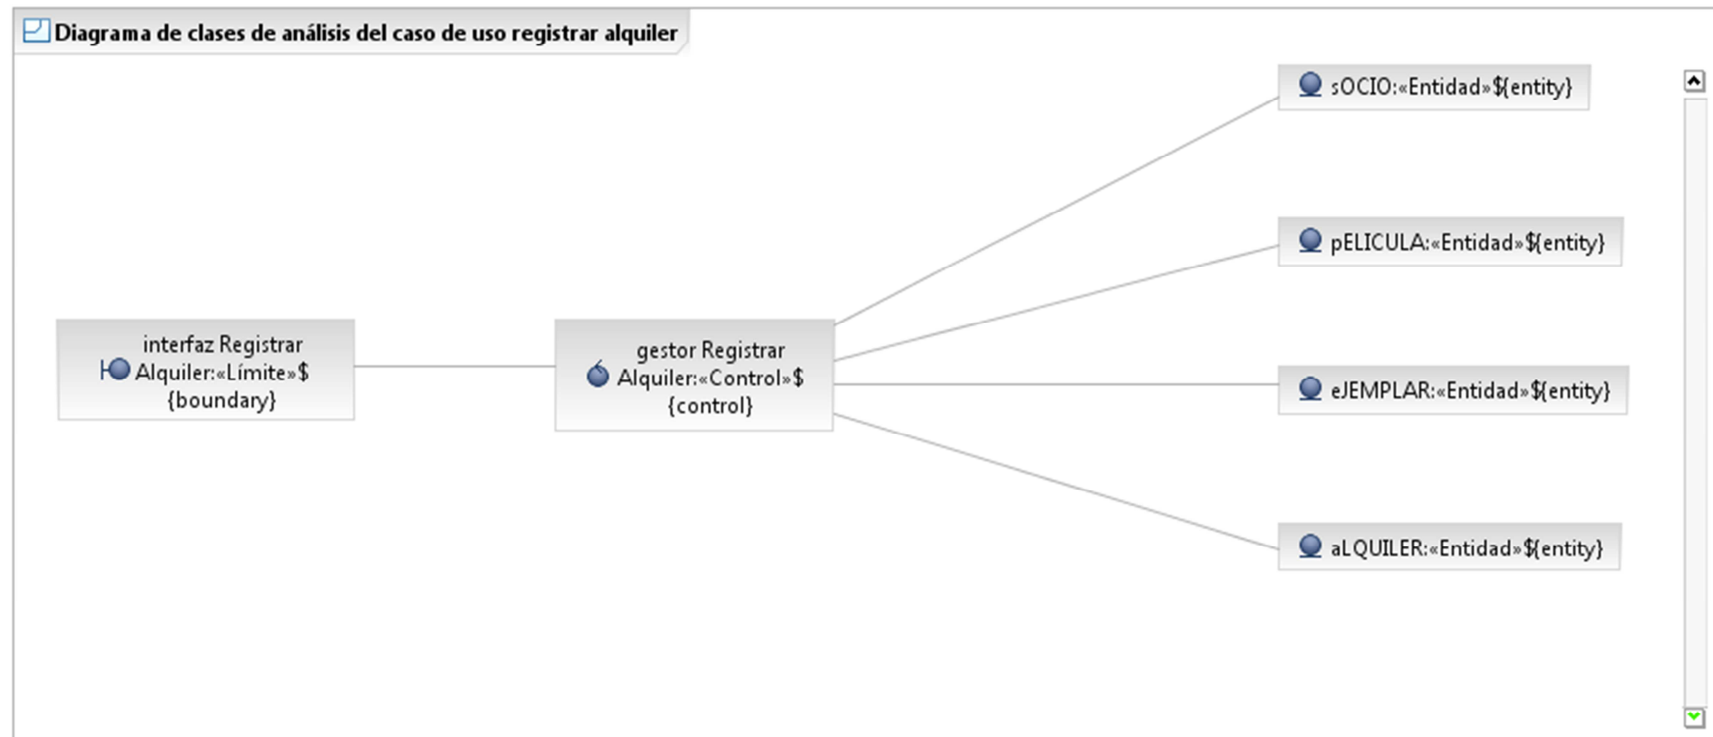 Diagrama de clases de análisis del caso de uso registrar alquiler
sOCIO:«Entidad»${entity}
pELICULA:«Entidad»${entity}
interfaz Registrar
Alquiler:«Límite»$
{boundary}
gestor Registrar
Alquiler:«Control»$
{control}
eJEMPLAR:«Entidad»${entity}
aLQUILER:«Entidad»${entity}